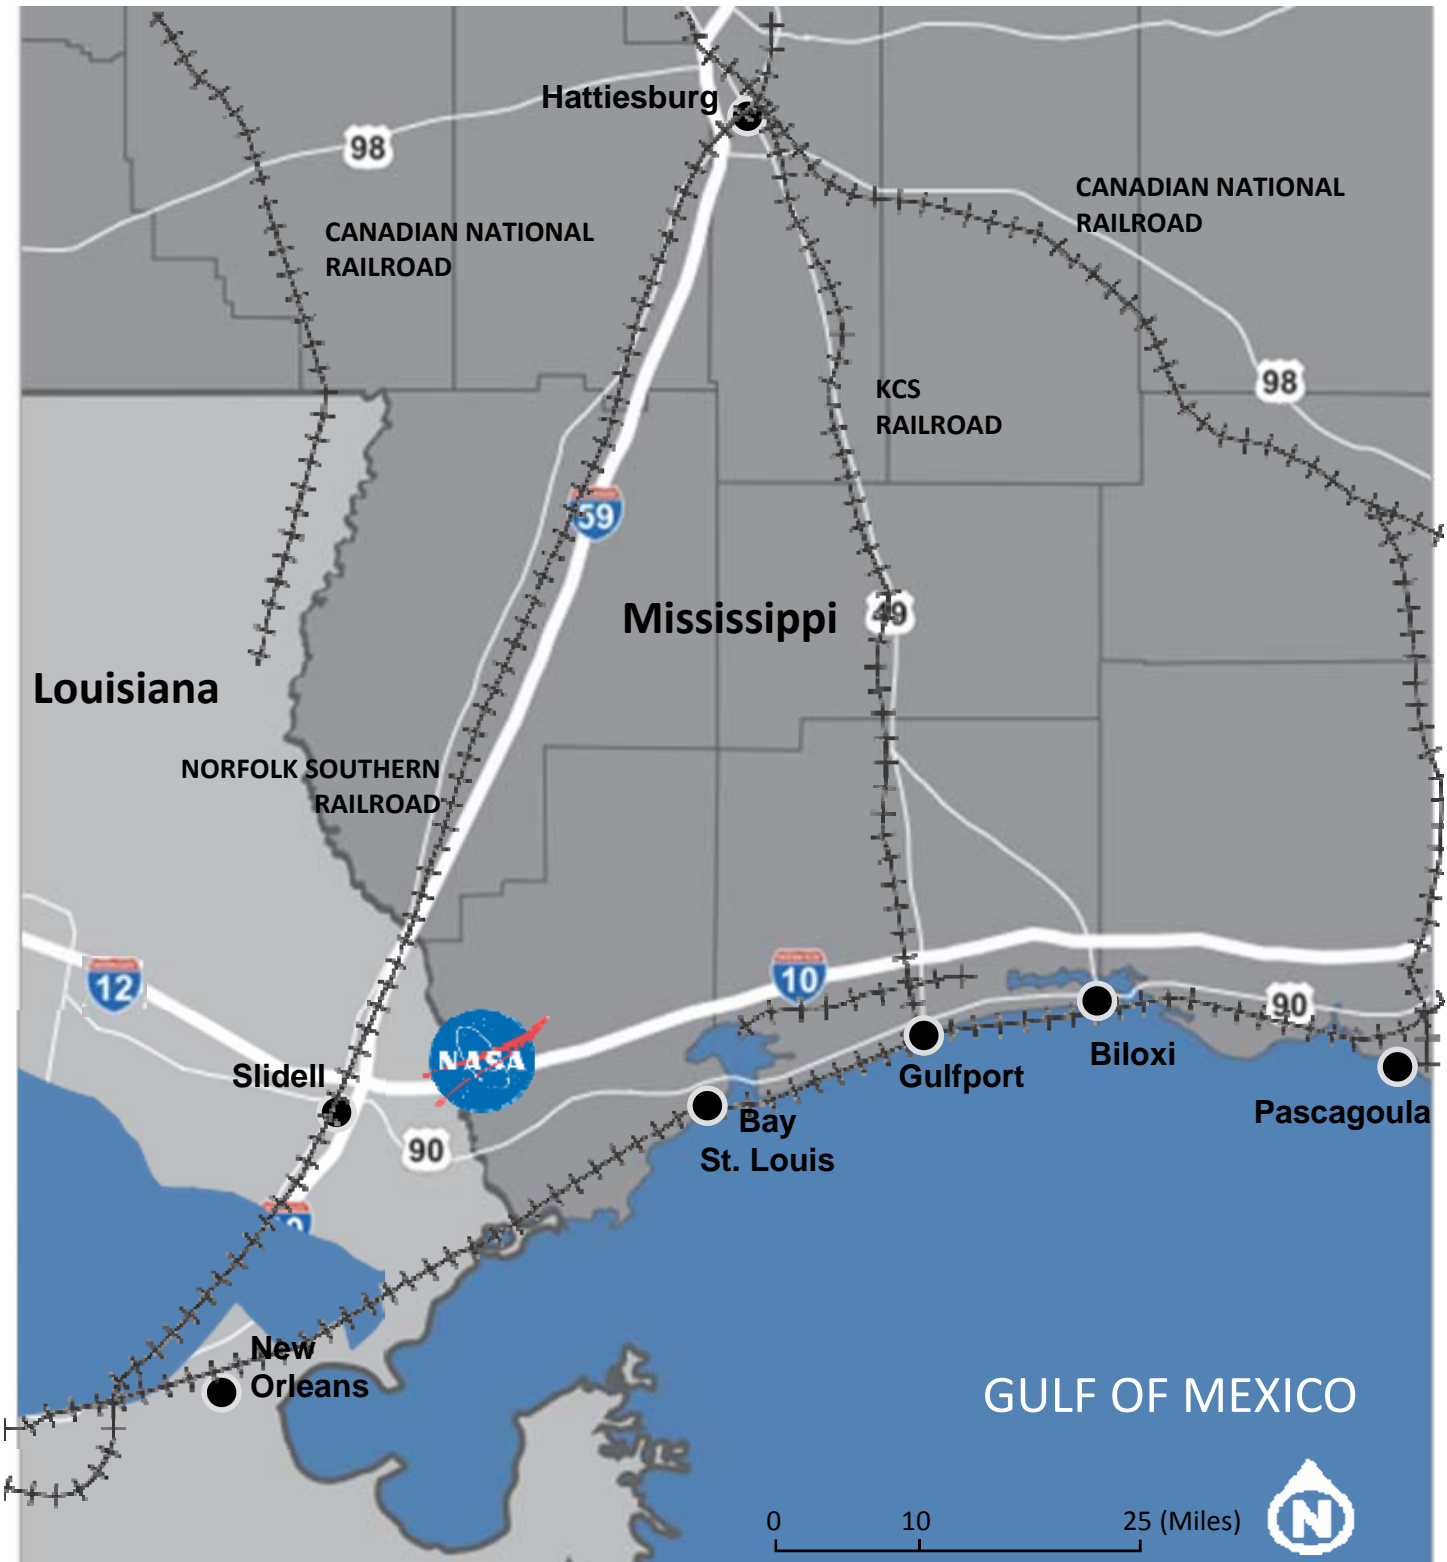 Hattiesburg
98
CANADIAN NATIONAL
RAILROAD
CANADIAN NATIONAL
RAILROAD
98
KCS
RAILROAD
59
Mississippi
49
Louisiana
NORFOLK SOUTHERN
RAILROAD
12
10
90
NASA
Slidell
Biloxi
Gulfport
Pascagoula
Bay
St. Louis
90
New
Orleans
GULF OF MEXICO
N
0 10 25 (Miles)